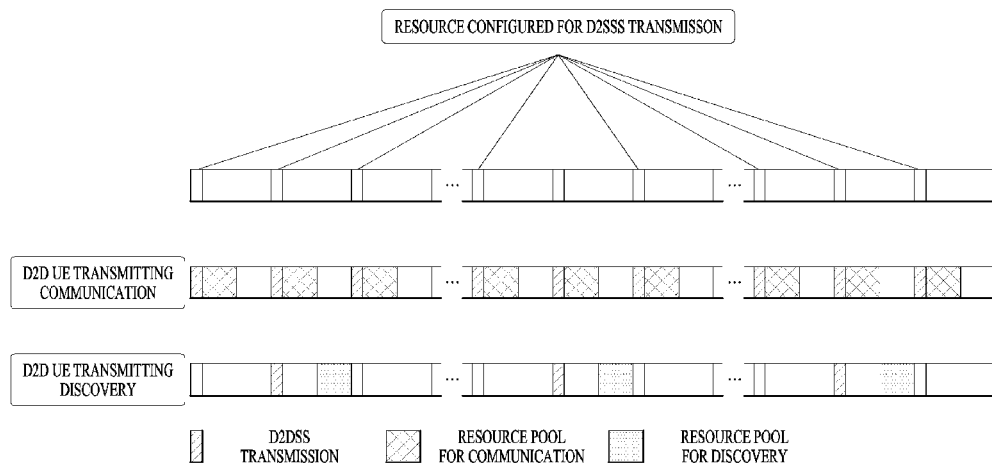 RESOURCE CONFIGURED FOR D2SSS TRANSMISSON
...
...
D2D UE TRANSMITTING
COMMUNICATION
...
...
D2D UE TRANSMITTING
DISCOVERY
...
...
D2DSS
TRANSMISSION
RESOURCE POOL
FOR COMMUNICATION
RESOURCE POOL
FOR DISCOVERY